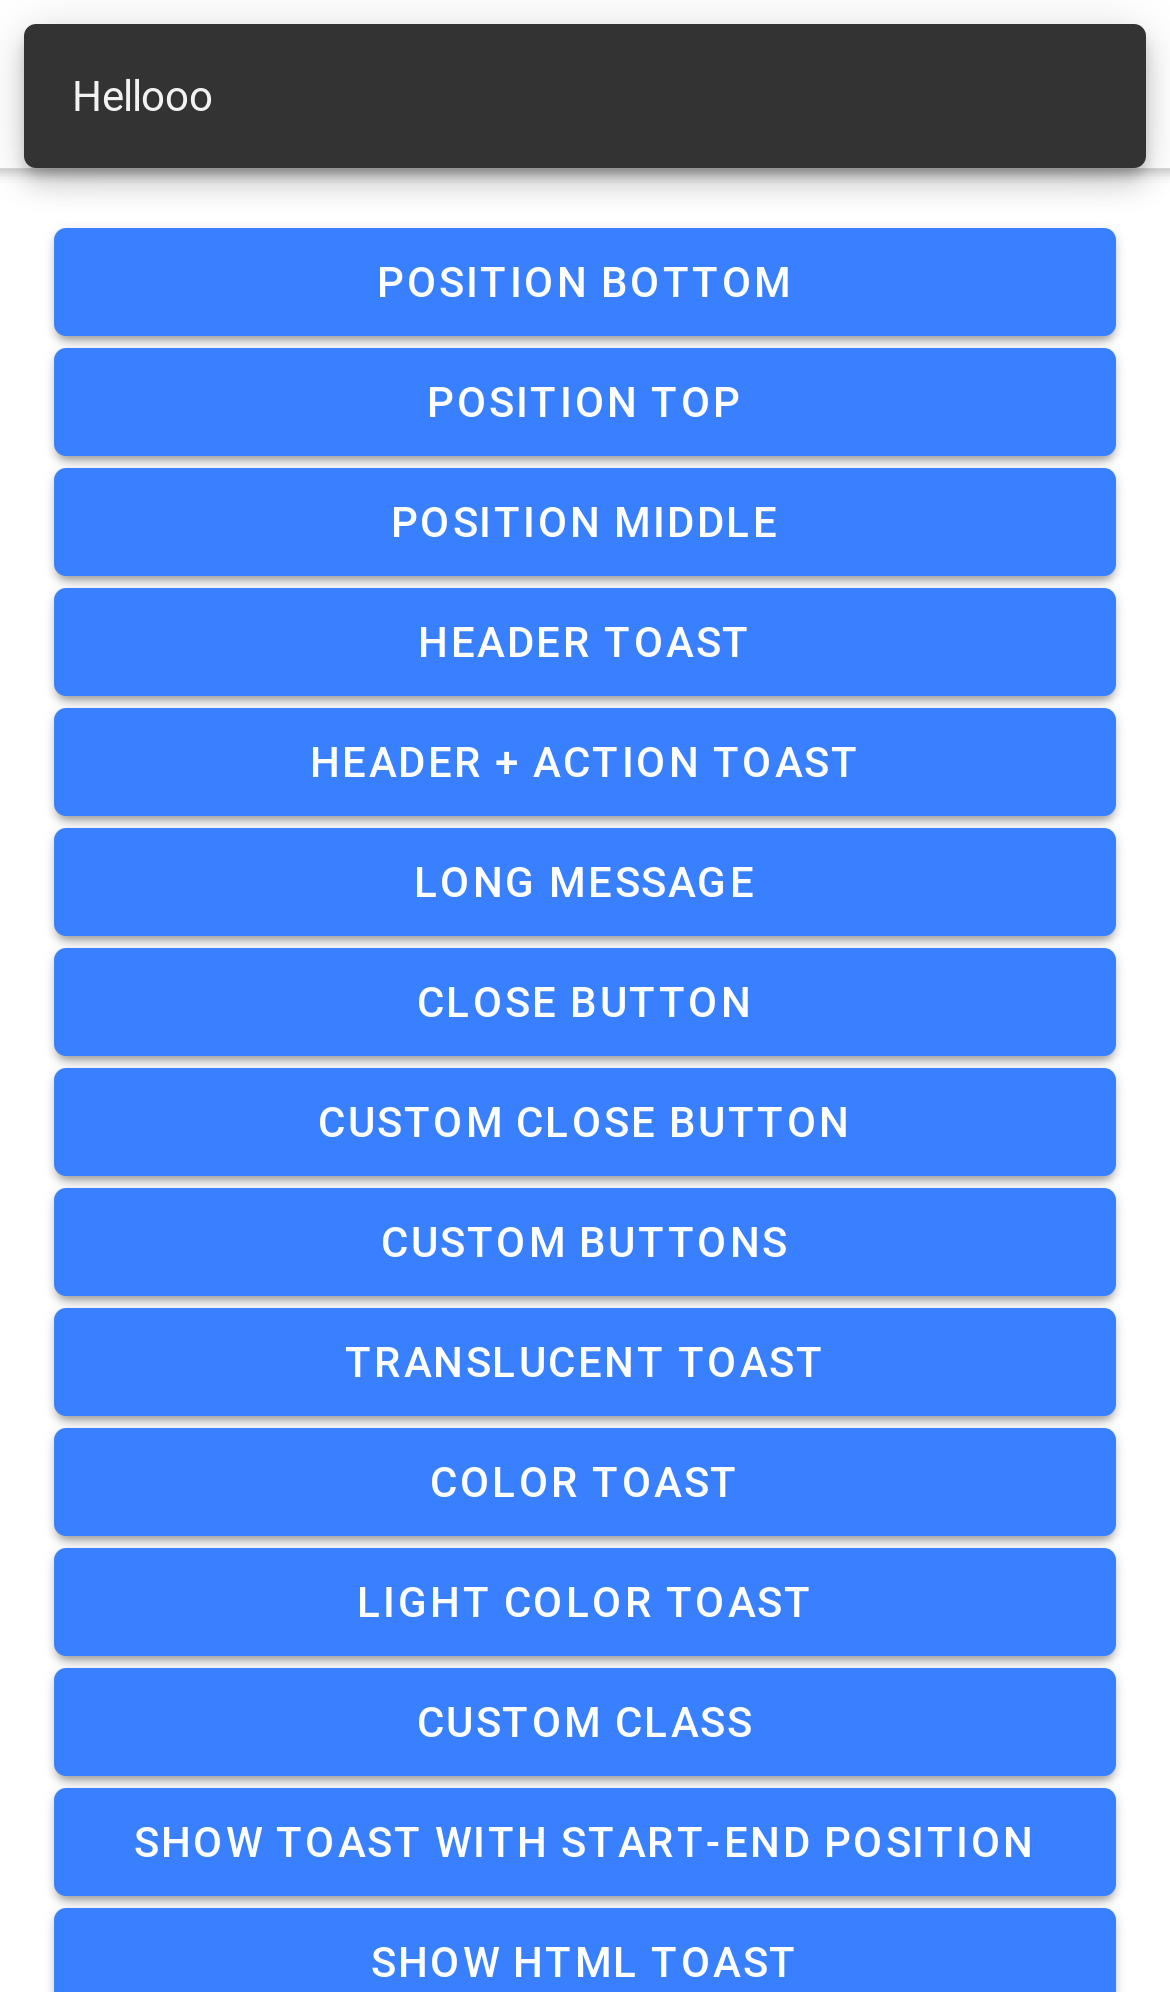 Hellooo
POSITION BOTTOM
POSITION TOP
POSITION MIDDLE
HEADER TOAST
HEADER + ACTION TOAST
LONG MESSAGE
CLOSE BUTTON
CUSTOM CLOSE BUTTON
CUSTOM BUTTONS
TRANSLUCENT TOAST
COLOR TOAST
LIGHT COLOR TOAST
CUSTOM CLASS
SHOW TOAST WITH START-END POSITION
SHOW HTML TOAST